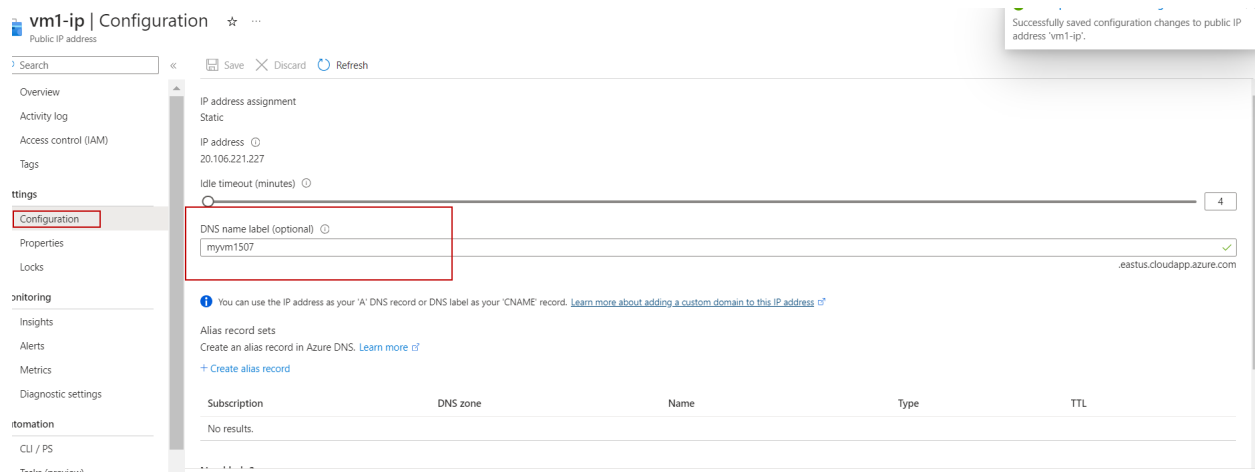 vm1-ip | Configuration
Public IP address
Successfully saved configuration changes to public IP
address 'vm1-ip'.
Search
Save Discard Refresh
Overview
Activity log
Access control (IAM)
Tags
ttings
Configuration
Properties
Locks
onitoring
Insights
Alerts
Metrics
Diagnostic settings
itomation
CLI / PS
IP address assignment
Static
IP address
20.106.221.227
Idle timeout (minutes)
4
DNS name label (optional)
myvm1507
.eastus.cloudapp.azure.com
You can use the IP address as your 'A' DNS record or DNS label as your 'CNAME' record. Learn more about adding a custom domain to this IP address
Alias record sets
Create an alias record in Azure DNS. Learn more
+ Create alias record
Subscription DNS zone Name Type TTL
No results.